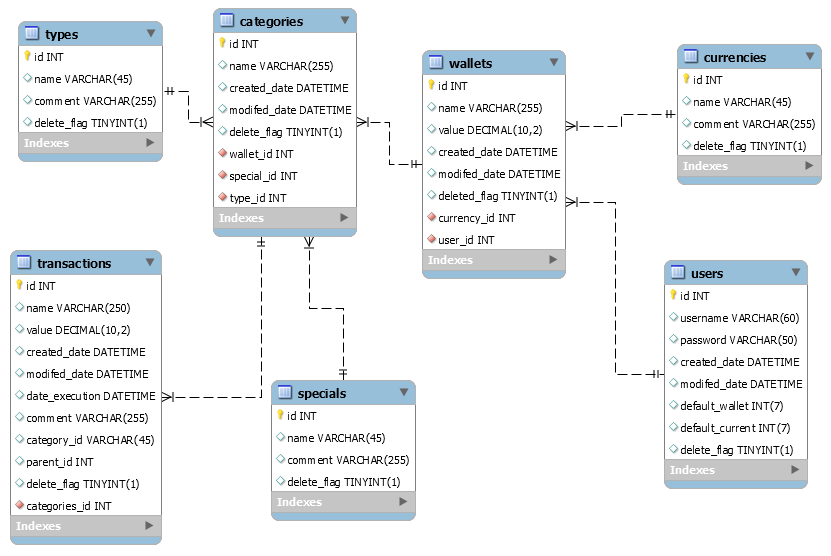 types
id INT
name VARCHAR(45)
comment VARCHAR(255)
delete_flag TINYINT(1)
Indexes
categories
id INT
name VARCHAR(255)
created_date DATETIME
modifed_date DATETIME
delete_flag TINYINT(1)
wallet_id INT
special_id INT
type_id INT
Indexes
wallets
id INT
name VARCHAR(255)
value DECIMAL(10,2)
created_date DATETIME
modifed_date DATETIME
deleted_flag TINYINT(1)
currency_id INT
user_id INT
Indexes
currencies
id INT
name VARCHAR(45)
comment VARCHAR(255)
delete_flag TINYINT(1)
Indexes
transactions
id INT
name VARCHAR(250)
value DECIMAL(10,2)
created_date DATETIME
modifed_date DATETIME
date_execution DATETIME
comment VARCHAR(255)
category_id VARCHAR(45)
parent_id INT
delete_flag TINYINT(1)
categories_id INT
Indexes
specials
id INT
name VARCHAR(45)
comment VARCHAR(255)
delete_flag TINYINT(1)
Indexes
users
id INT
username VARCHAR(60)
password VARCHAR(50)
created_date DATETIME
modifed_date DATETIME
default_wallet INT(7)
default_current INT(7)
delete_flag TINYINT(1)
Indexes